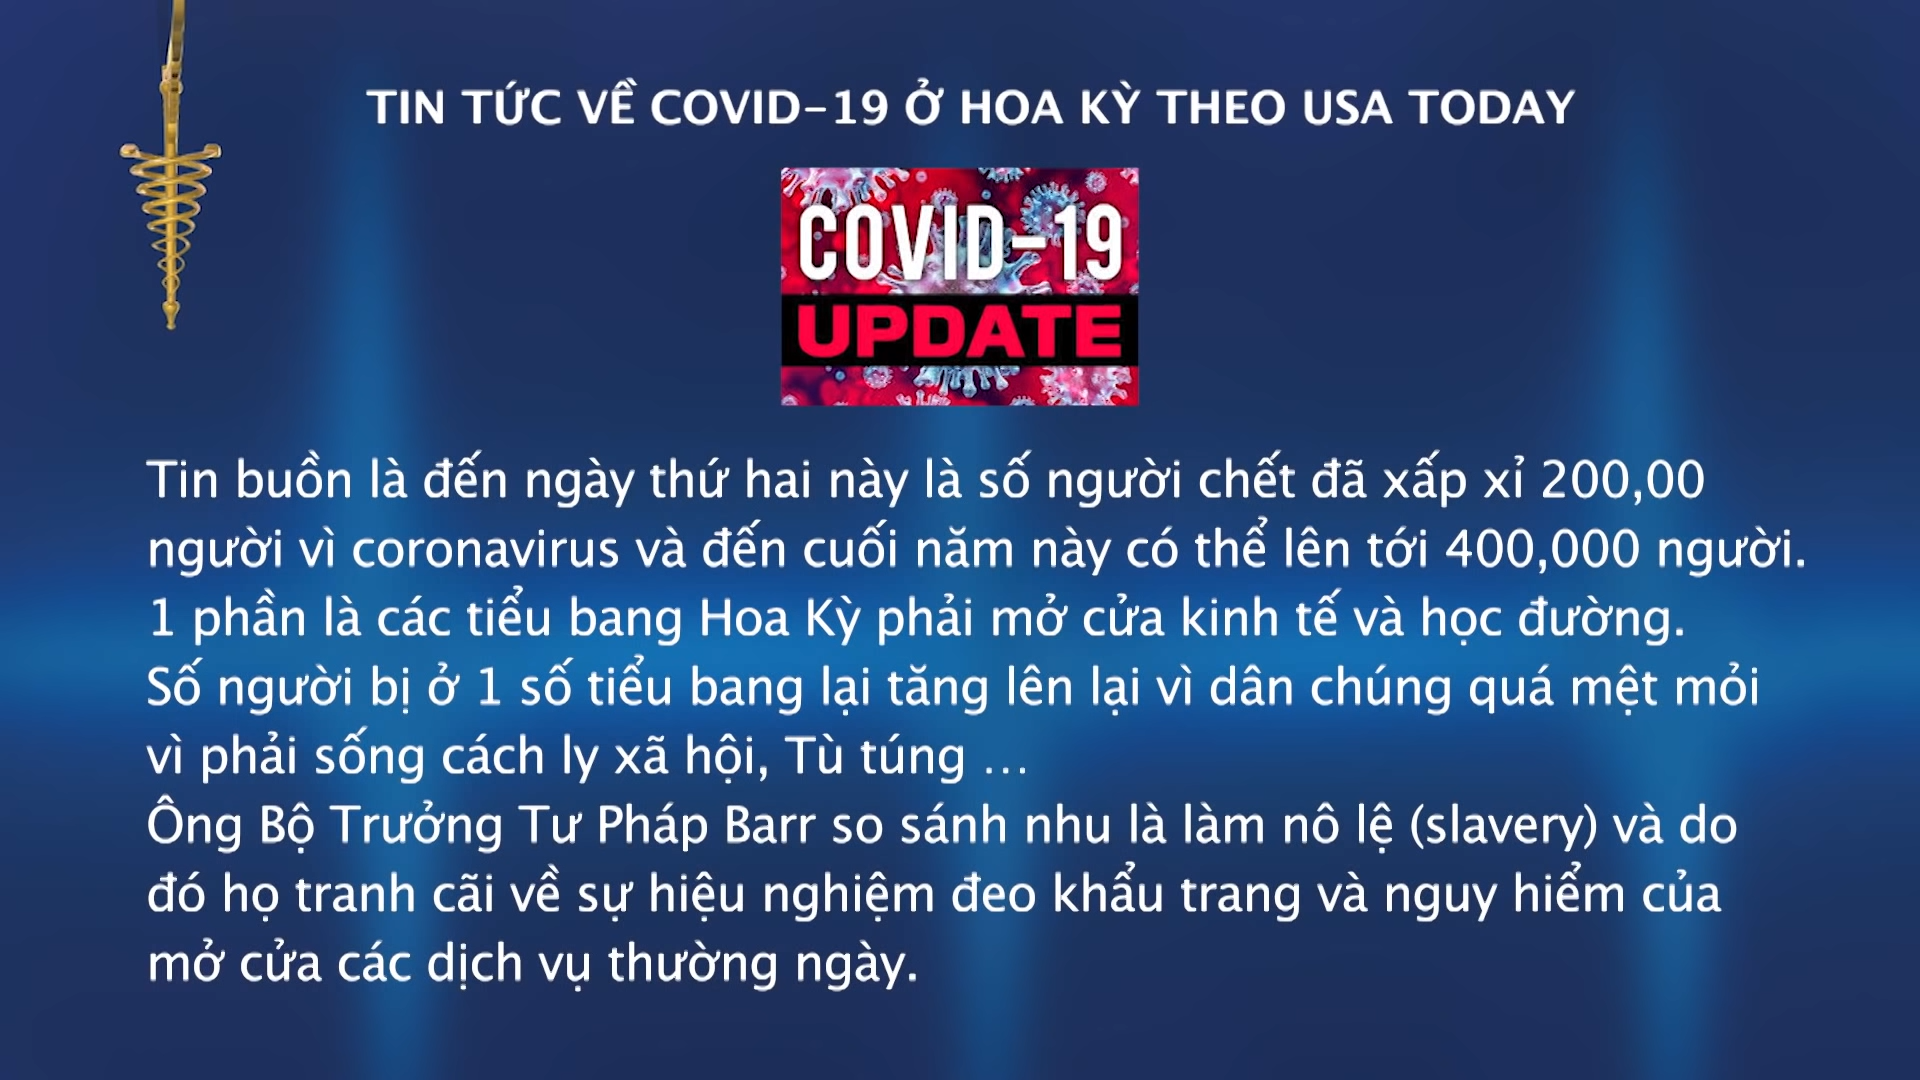 TIN TỨC VỀ COVID-19 Ở HOA KỲ THEO USA TODAY
COVID-19
UPDATE
Tin buồn là đến ngày thứ hai này là số người chết đã xấp xỉ 200,00
người vì coronavirus và đến cuối năm này có thể lên tới 400,000 người.
1 phần là các tiểu bang Hoa Kỳ phải mở cửa kinh tế và học đường.
Số người bị ở 1 số tiểu bang lại tăng lên lại vì dân chúng quá mệt mỏi
vì phải sống cách ly xã hội, Tù túng ...
Ông Bộ Trưởng Tư Pháp Barr so sánh nhu là làm nô lệ (slavery) và do
đó họ tranh cãi về sự hiệu nghiệm đeo khẩu trang và nguy hiểm của
mở cửa các dịch vụ thường ngày.